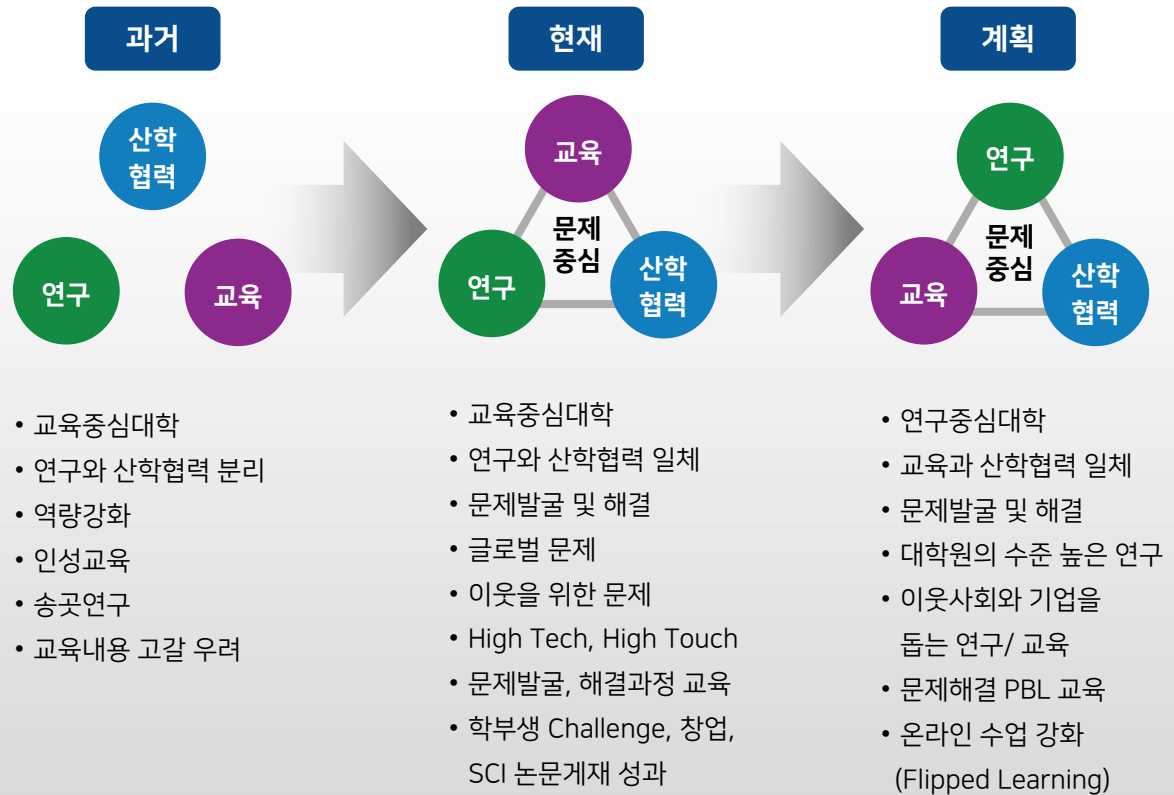 과거
산학
협력
연구
교육
• 교육중심대학
• 연구와 산학협력 분리
• 역량강화
• 인성교육
• 송곳연구
• 교육내용 고갈 우려
현재
교육
문제
중심
연구
산학
협력
• 교육중심대학
• 연구와 산학협력 일체
• 문제발굴 및 해결
• 글로벌 문제
• 이웃을 위한 문제
• High Tech, High Touch
• 문제발굴, 해결과정 교육
• 학부생 Challenge, 창업,
SCI 논문게재 성과
계획
연구
문제
중심
교육
산학
협력
• 연구중심대학
• 교육과 산학협력 일체
• 문제발굴 및 해결
• 대학원의 수준 높은 연구
• 이웃사회와 기업을
돕는 연구/ 교육
• 문제해결 PBL 교육
• 온라인 수업 강화
(Flipped Learning)